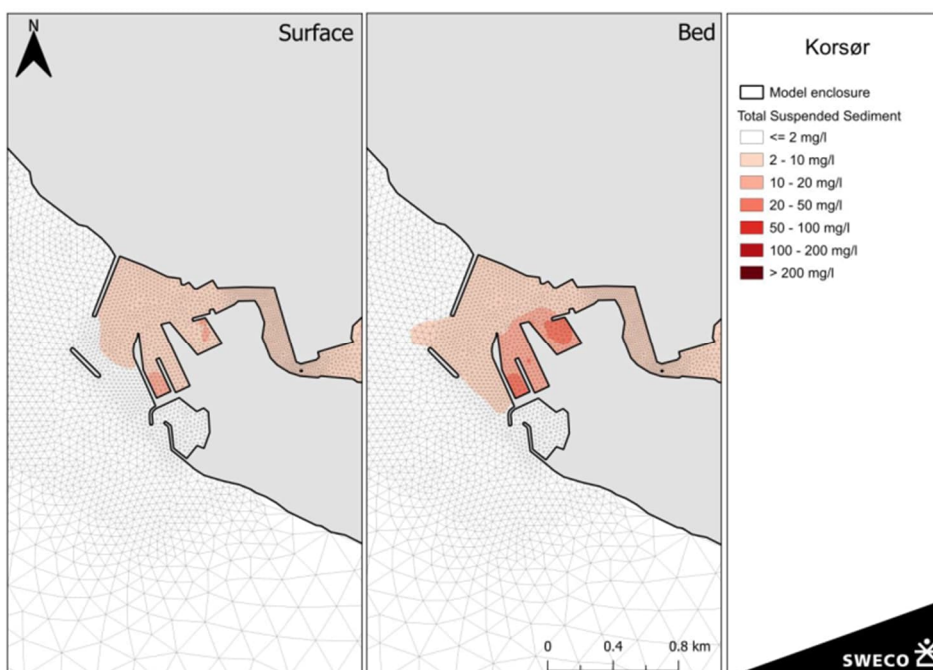 N
Surface
Bed
0 0.4 0.8 km
Korsør
Model enclosure
Total Suspended Sediment
<= 2 mg/l
2 - 10 mg/l
10 - 20 mg/l
20 - 50 mg/l
50 - 100 mg/l
100 - 200 mg/l
> 200 mg/l
SWECO